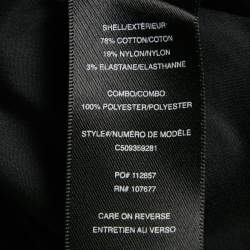 SHELL/EXTÉRIEUR:
78% COTTON/COTON
19% NYLON/NYLON
3% ELASTANE/ELASTHANNE
COMBO/COMBO
100% POLYESTER/POLYESTER
STYLE#/NUMÉRO DE MODÈLE
C509359281
PO# 112857
RN# 107677
CARE ON REVERSE
ENTRETIEN AU VERSO